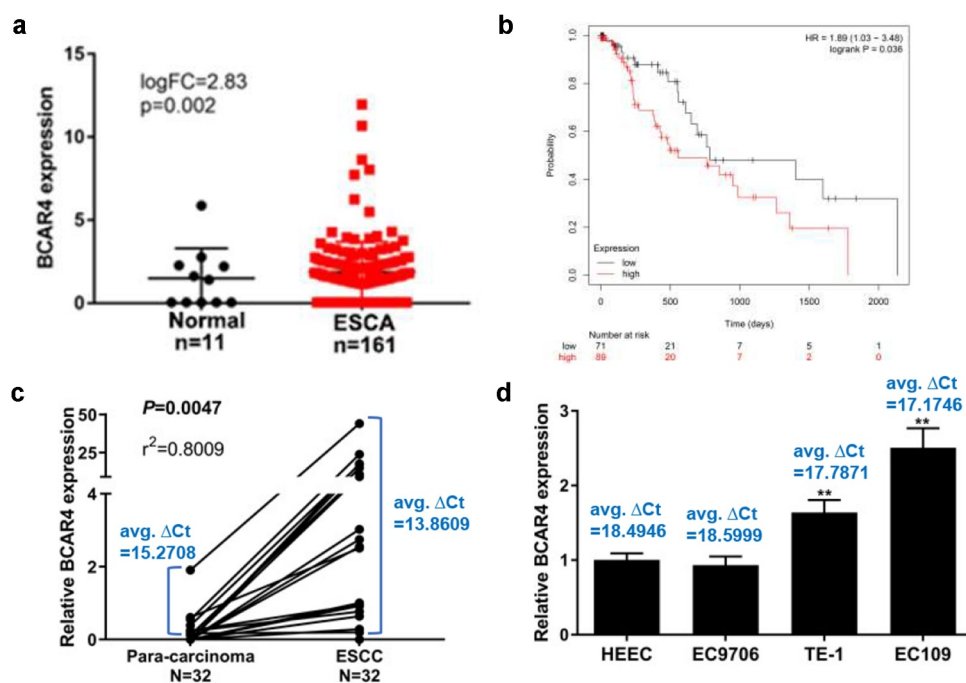 a
BCAR4 expression
15
10
5
0
logFC=2.83
p=0.002
Normal
n=11
ESCA
n=161
b
Probability
1.0
0.8
0.6
0.4
0.2
0.0
HR = 1.89 (1.03 − 3.48)
logrank P = 0.036
Expression
low
high
0 500 1000 1500 2000
Time (days)
Number at risk
low 71 21 7 5 1
high 89 20 7 2 0
c
Relative BCAR4 expression
50
25
4
2
0
P=0.0047
r²=0.8009
avg. ΔCt
=15.2708
avg. ΔCt
=13.8609
Para-carcinoma
N=32
ESCC
N=32
d
Relative BCAR4 expression
3
2
1
0
avg. ΔCt
=18.4946
avg. ΔCt
=18.5999
avg. ΔCt
=17.7871
**
avg. ΔCt
=17.1746
**
HEEC EC9706 TE-1 EC109